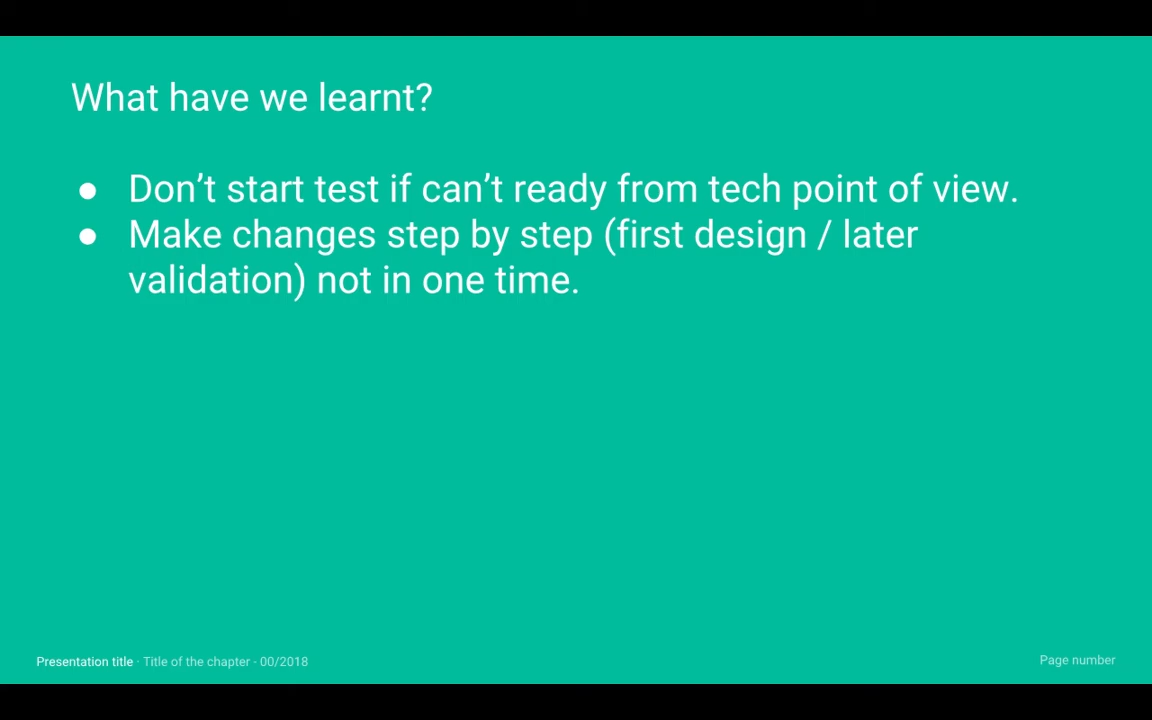 What have we learnt?
● Don’t start test if can’t ready from tech point of view.
● Make changes step by step (first design / later
validation) not in one time.
Presentation title · Title of the chapter - 00/2018
Page number